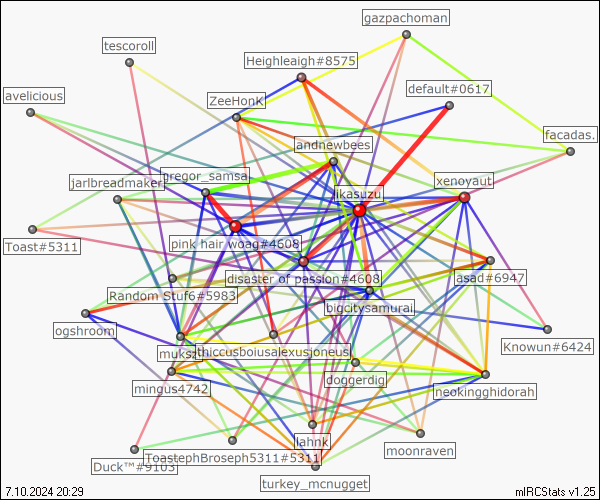 gazpachoman
tescoroll
Heighleaigh#8575
default#0617
avelicious
ZeeHonK
facadas.
andnewbees
gregor_samsa
jarlbreadmaker
likasuzu
xenoyaut
pink hair woag#4608
Toast#5311
disaster of passion#4608
asad#6947
Random Stuf6#5983
bigcitysamurai
ogshroom
Knowun#6424
muksz
thiccusboiusalexusjoneusi
doggerdig
mingus4742
neokingghidorah
lahnk
moonraven
ToastephBroseph5311#5311
Duck™#9103
turkey_mcnugget
7.10.2024 20:29
mIRCStats v1.25